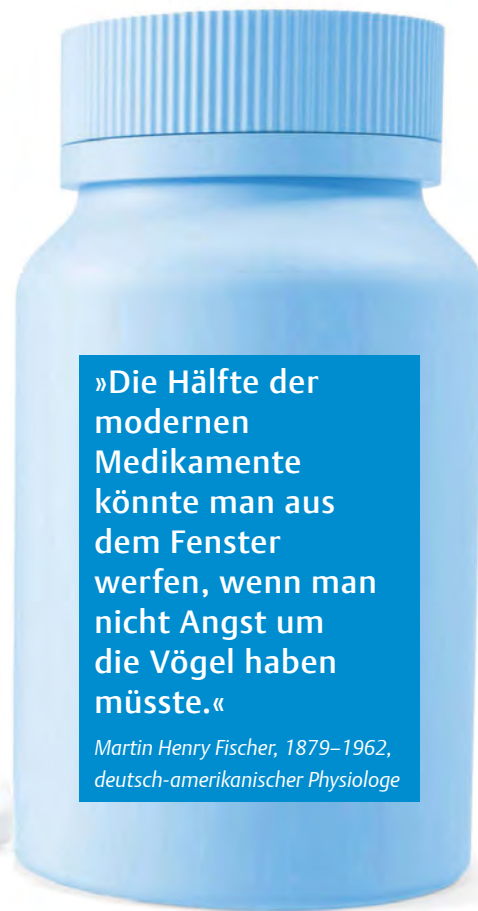 »Die Hälfte der
modernen
Medikamente
könnte man aus
dem Fenster
werfen, wenn man
nicht Angst um
die Vögel haben
müsste.«
Martin Henry Fischer, 1879–1962,
deutsch-amerikanischer Physiologe